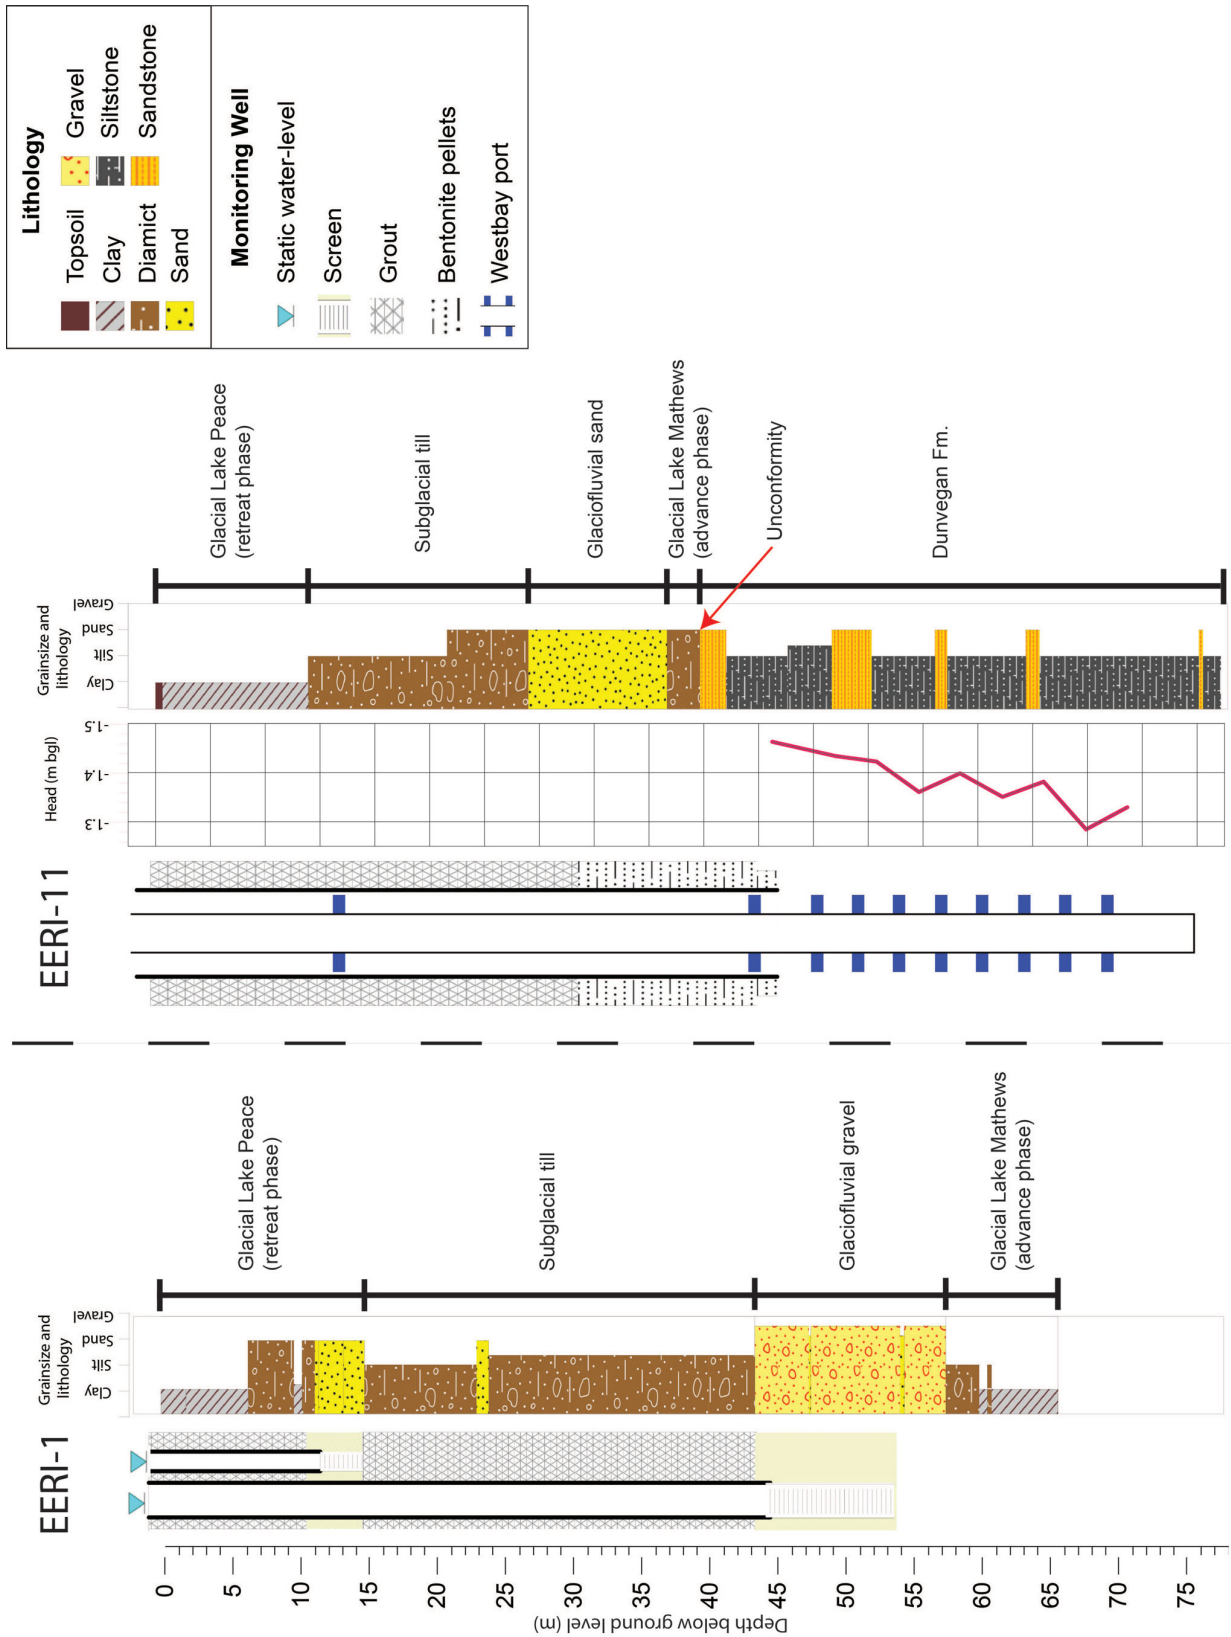 EERI-1
EERI-11
Depth below ground level (m)
0
5
10
15
20
25
30
35
40
45
50
55
60
65
70
75
Grainsize and
lithology
Clay
Silt
Sand
Gravel
Glacial Lake Peace
(retreat phase)
Subglacial till
Glaciofluvial gravel
Glacial Lake Mathews
(advance phase)
Head (m bgl)
-1.3
-1.4
-1.5
Grainsize and
lithology
Clay
Silt
Sand
Gravel
Glacial Lake Peace
(retreat phase)
Subglacial till
Glaciofluvial sand
Glacial Lake Mathews
(advance phase)
Unconformity
Dunvegan Fm.
Lithology
Topsoil
Gravel
Clay
Siltstone
Diamict
Sandstone
Sand
Monitoring Well
Static water-level
Screen
Grout
Bentonite pellets
Westbay port